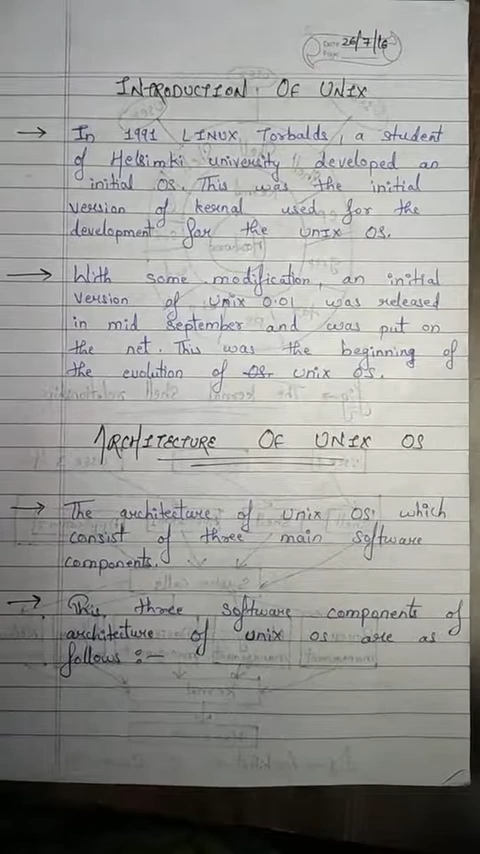 Date 26/7/16
Page
INTRODUCTION OF UNIX
→ In 1991 LINUX Torbalds, a student
of Helsimki university developed an
initial OS. This was the initial
version of kernal used for the
development for the UNIX OS.
→ With some modification, an initial
version of Unix 0.01 was released
in mid september and was put on
the net. This was the beginning of
the evolution of OS. Unix OS.
ARCHITECTURE OF UNIX OS
→ The architecture of Unix OS which
consist of three main software
components.
→ This three software components of
architecture of Unix OS are as
follows :-